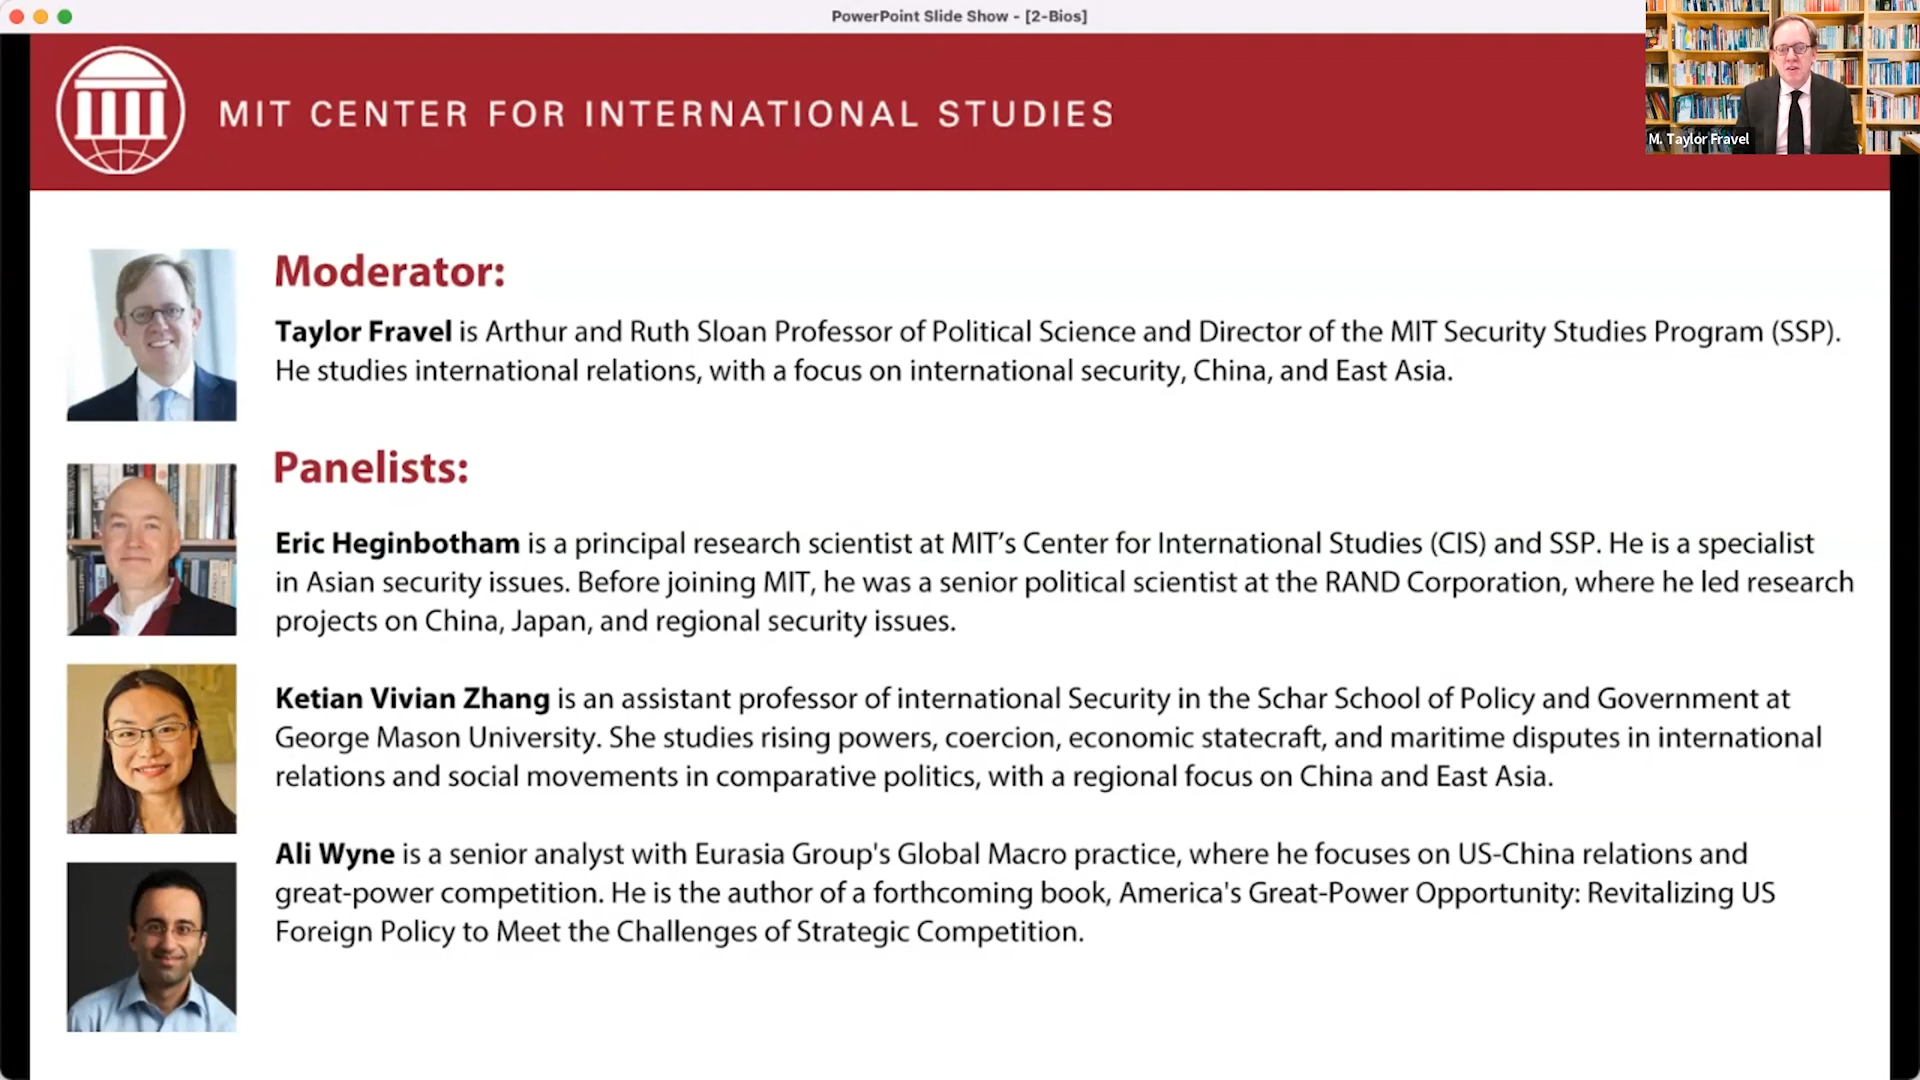 PowerPoint Slide Show - [2-Bios]
MIT CENTER FOR INTERNATIONAL STUDIES
M. Taylor Fravel
Moderator:
Taylor Fravel is Arthur and Ruth Sloan Professor of Political Science and Director of the MIT Security Studies Program (SSP).
He studies international relations, with a focus on international security, China, and East Asia.
Panelists:
Eric Heginbotham is a principal research scientist at MIT’s Center for International Studies (CIS) and SSP. He is a specialist
in Asian security issues. Before joining MIT, he was a senior political scientist at the RAND Corporation, where he led research
projects on China, Japan, and regional security issues.
Ketian Vivian Zhang is an assistant professor of international Security in the Schar School of Policy and Government at
George Mason University. She studies rising powers, coercion, economic statecraft, and maritime disputes in international
relations and social movements in comparative politics, with a regional focus on China and East Asia.
Ali Wyne is a senior analyst with Eurasia Group's Global Macro practice, where he focuses on US-China relations and
great-power competition. He is the author of a forthcoming book, America's Great-Power Opportunity: Revitalizing US
Foreign Policy to Meet the Challenges of Strategic Competition.